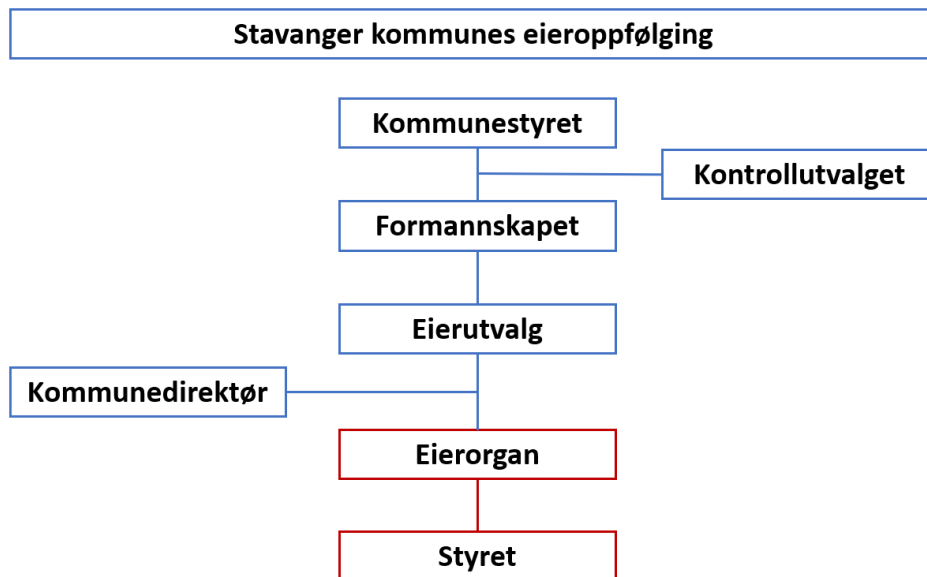 Stavanger kommunes eieroppfølging
Kommunestyret
Kontrollutvalget
Formannskapet
Eierutvalg
Kommunedirektør
Eierorgan
Styret